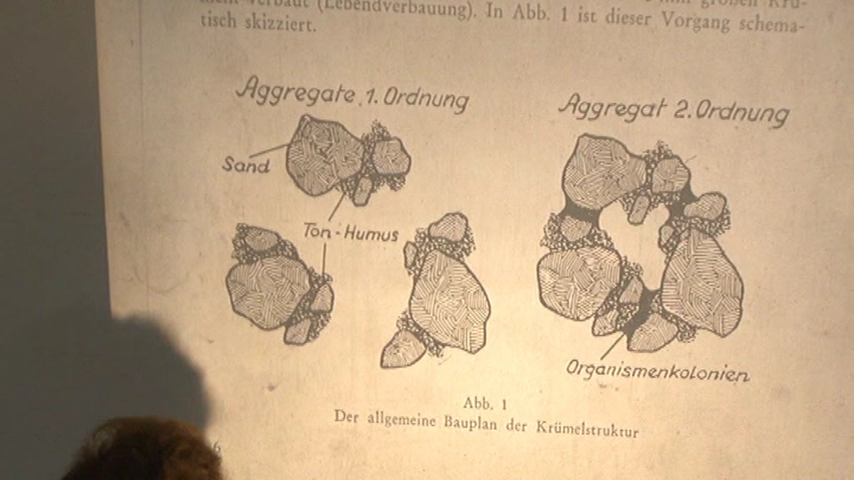 verbaut (Lebendverbauung). In Abb. 1 ist dieser Vorgang schema-
tisch skizziert.
Aggregate 1. Ordnung
Aggregat 2. Ordnung
Sand
Ton-Humus
Organismenkolonien
Abb. 1
Der allgemeine Bauplan der Krümelstruktur
6